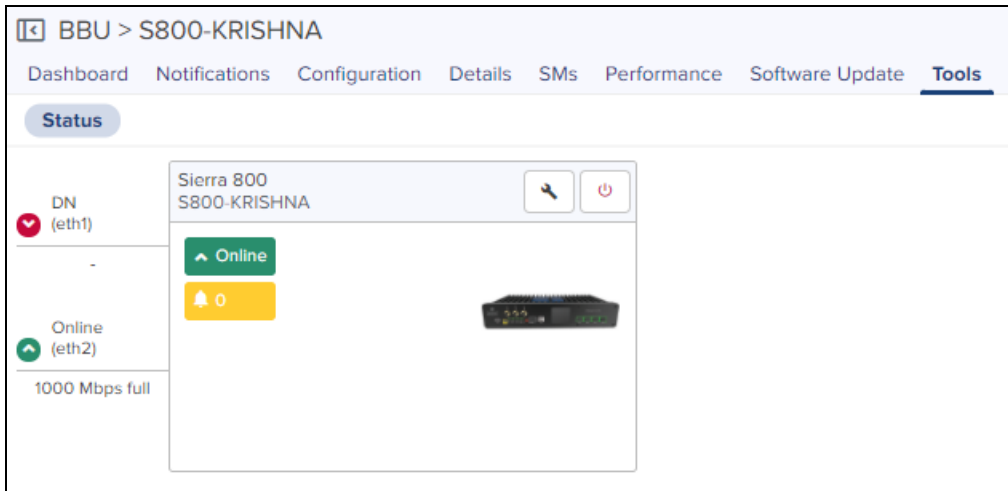 BBU > S800-KRISHNA
Dashboard Notifications Configuration Details SMs Performance Software Update Tools
Status
DN
(eth1)
-
Online
(eth2)
1000 Mbps full
Sierra 800
S800-KRISHNA
Online
0